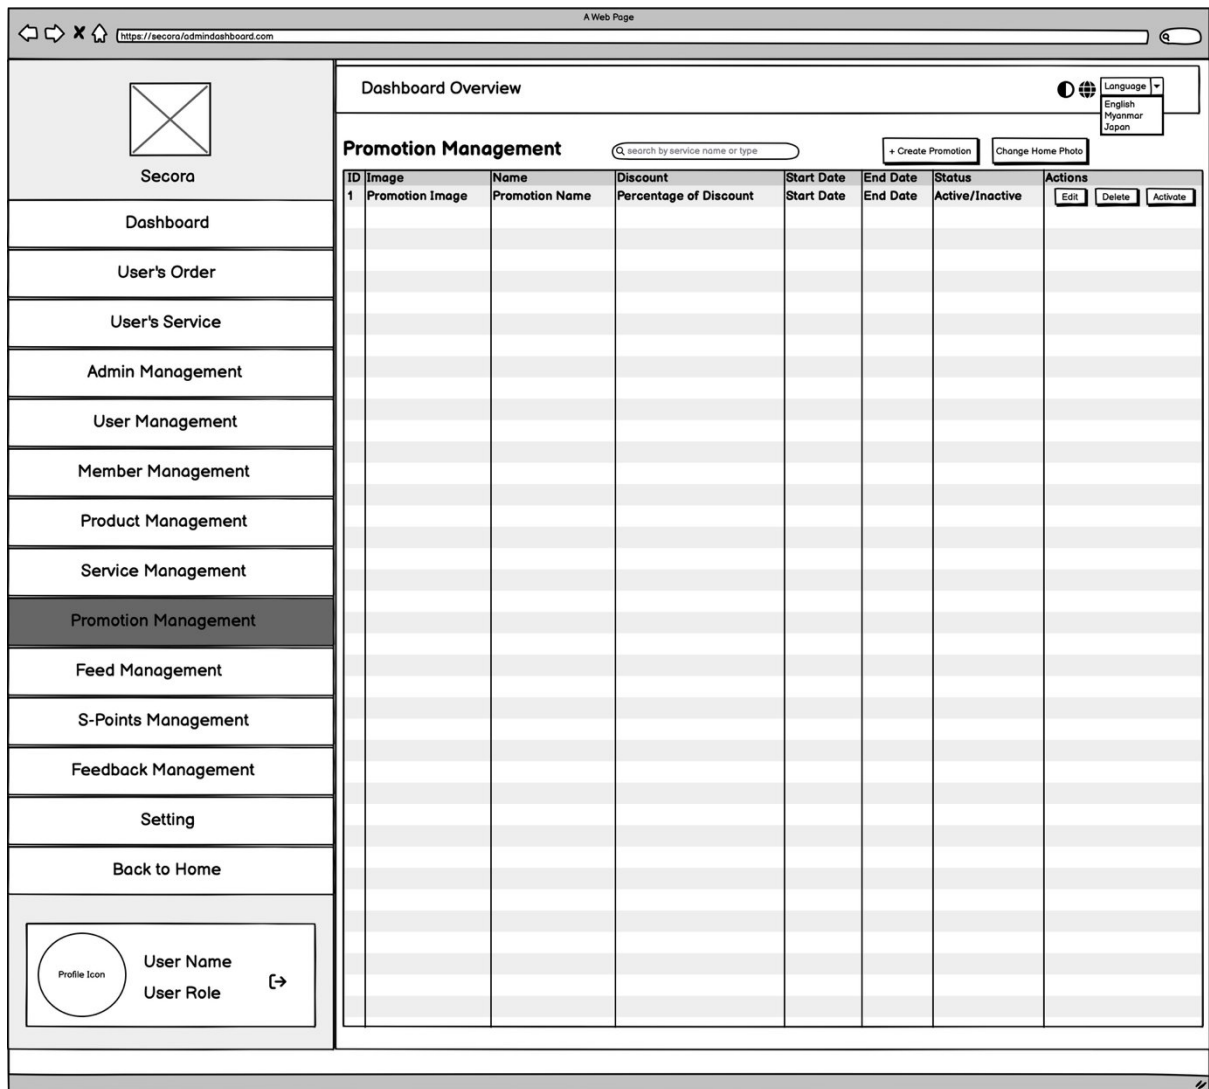 A Web Page
https://secora/admindashboard.com
Secora
Dashboard
User's Order
User's Service
Admin Management
User Management
Member Management
Product Management
Service Management
Promotion Management
Feed Management
S-Points Management
Feedback Management
Setting
Back to Home
Profile Icon
User Name
User Role
Dashboard Overview
Language
English
Myanmar
Japan
Promotion Management
search by service name or type
+ Create Promotion
Change Home Photo
ID Image Name Discount Start Date End Date Status Actions
1 Promotion Image Promotion Name Percentage of Discount Start Date End Date Active/Inactive Edit Delete Activate